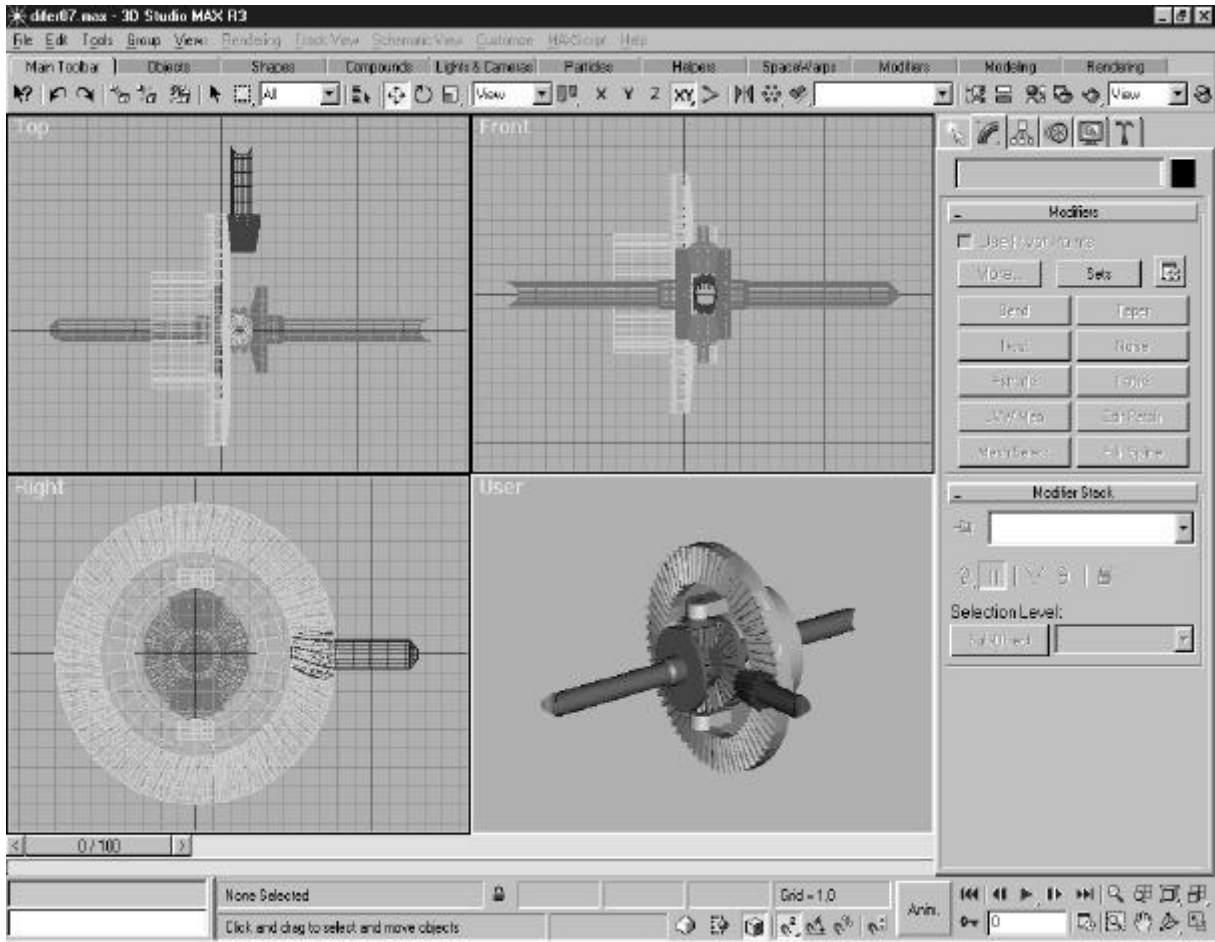 difer07.max - 3D Studio MAX R3
File Edit Tools Group Views Rendering Track View Schematic View Customize MAXScript Help
Main Toolbar Objects Shapes Compounds Lights & Cameras Particles Helpers SpaceWarps Modifiers Modeling Rendering
All View X Y Z XY View
Top
Front
Right
User
Modifiers
Use Pivot Points
More... Sets
Bend Taper
Twist Noise
Extrude Lathe
UVW Map Edit Patch
Mesh Select Edit Spline
Modifier Stack
Selection Level:
Sub-Object
< 0 / 100 >
None Selected
Grid = 1,0
Click and drag to select and move objects
Anim.
0